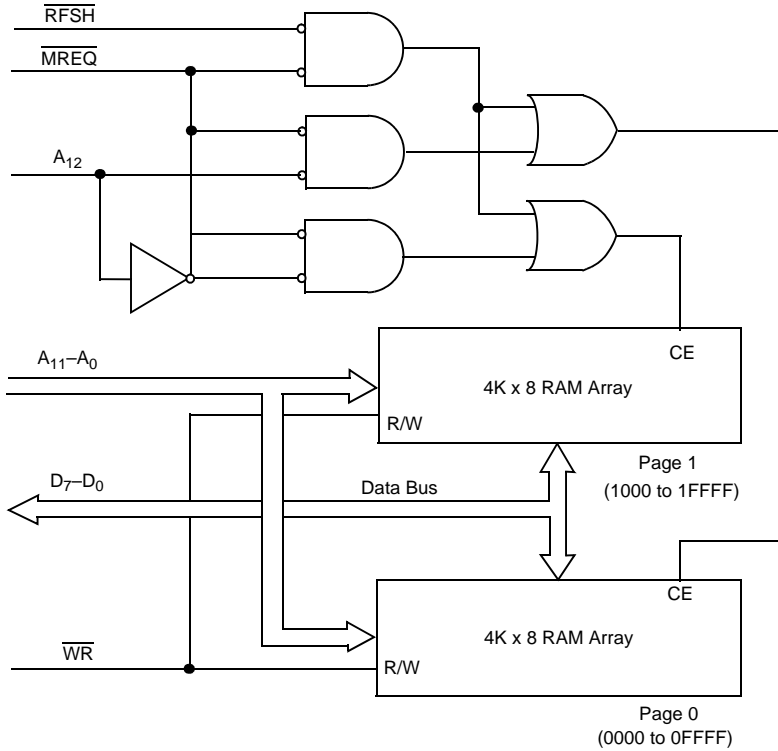 RFSH
MREQ
A12
A11–A0
CE
4K x 8 RAM Array
R/W
Page 1
(1000 to 1FFFF)
D7–D0
Data Bus
CE
4K x 8 RAM Array
WR
R/W
Page 0
(0000 to 0FFFF)